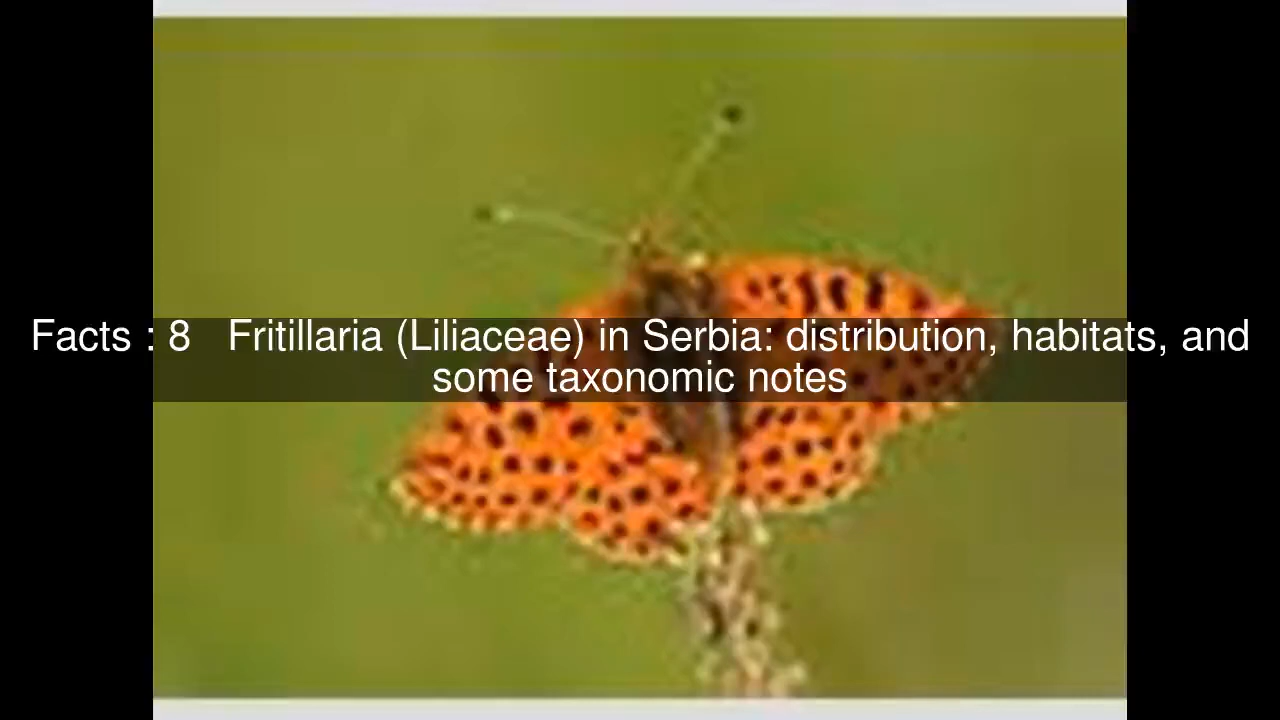 Facts : 8   Fritillaria (Liliaceae) in Serbia: distribution, habitats, and
some taxonomic notes